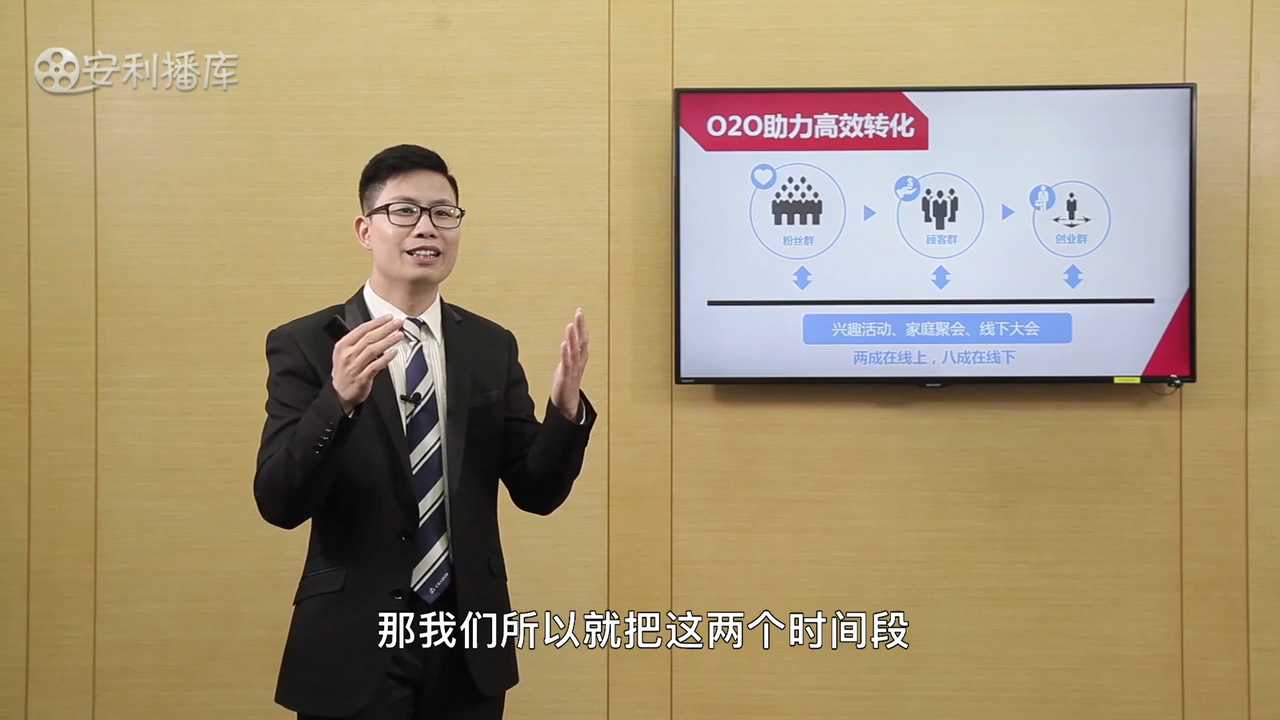 安利播库
O2O助力高效转化
粉丝群
顾客群
创业群
兴趣活动、家庭聚会、线下大会
两成在线上，八成在线下
那我们所以就把这两个时间段